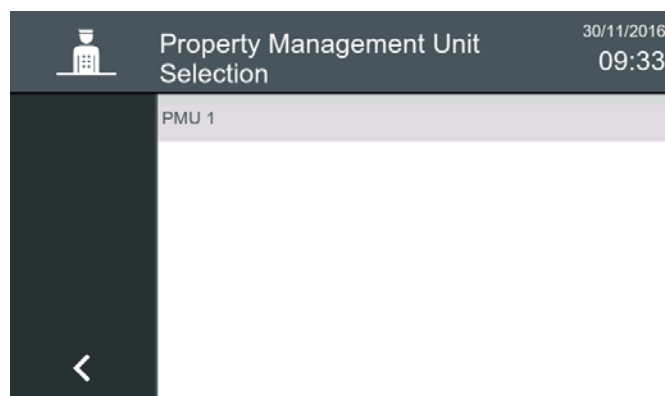 Property Management Unit
Selection
30/11/2016
09:33
PMU 1